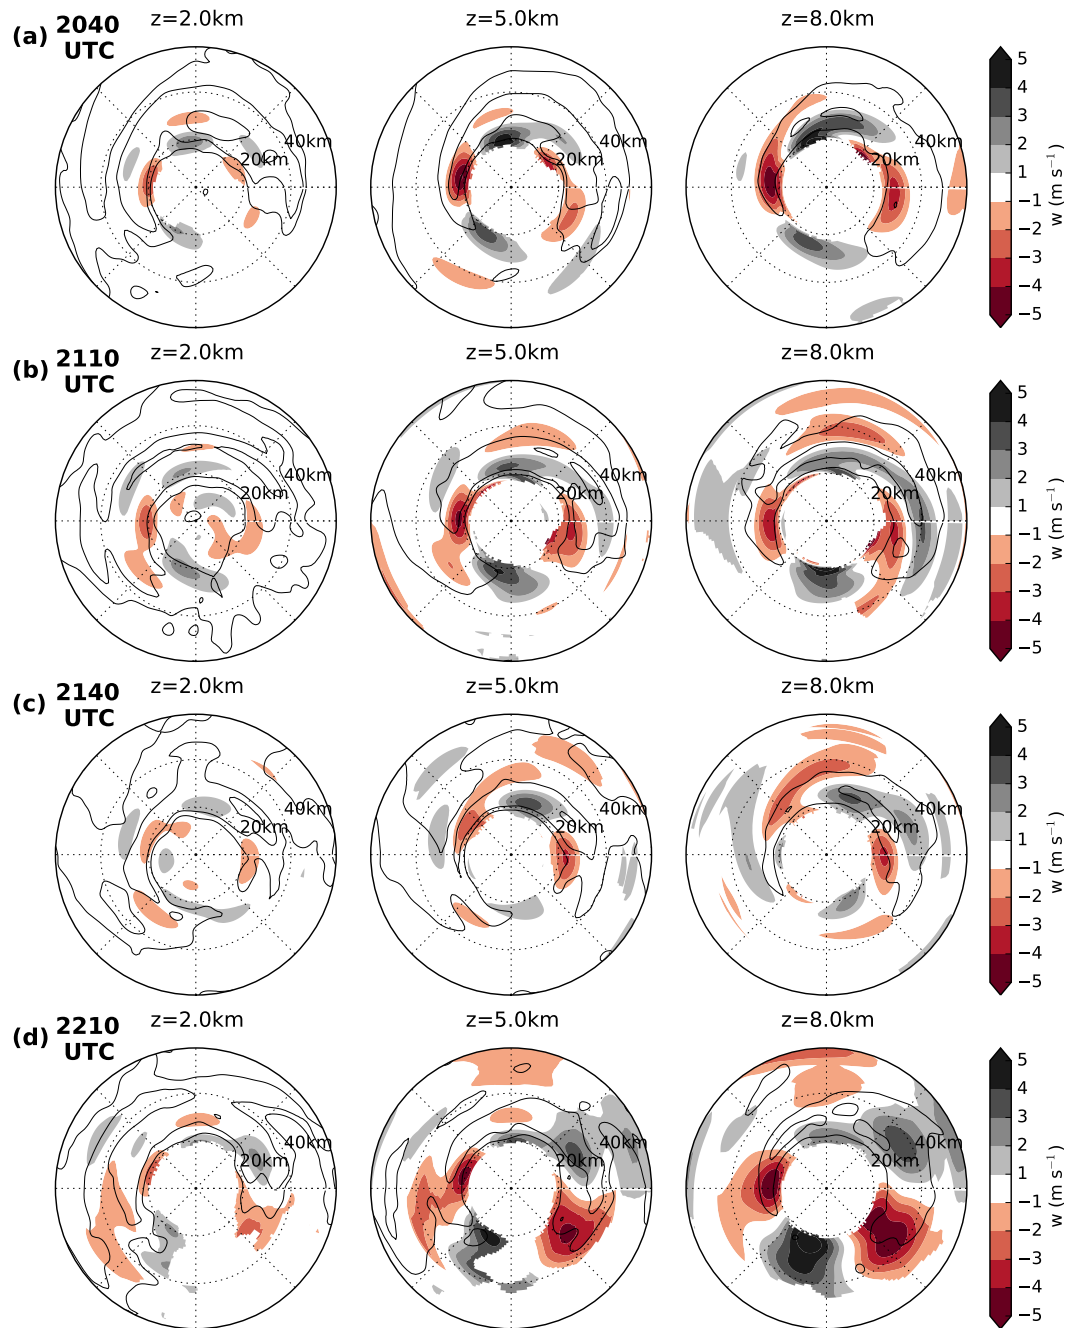 (a) 2040 UTC
z=2.0km z=5.0km z=8.0km
40km 40km 40km
20km 20km 20km
5
4
3
2
1
−1
−2
−3
−4
−5
w (m s⁻¹)
(b) 2110 UTC
z=2.0km z=5.0km z=8.0km
40km 40km 40km
20km 20km 20km
5
4
3
2
1
−1
−2
−3
−4
−5
w (m s⁻¹)
(c) 2140 UTC
z=2.0km z=5.0km z=8.0km
40km 40km 40km
20km 20km 20km
5
4
3
2
1
−1
−2
−3
−4
−5
w (m s⁻¹)
(d) 2210 UTC
z=2.0km z=5.0km z=8.0km
40km 40km 40km
20km 20km 20km
5
4
3
2
1
−1
−2
−3
−4
−5
w (m s⁻¹)